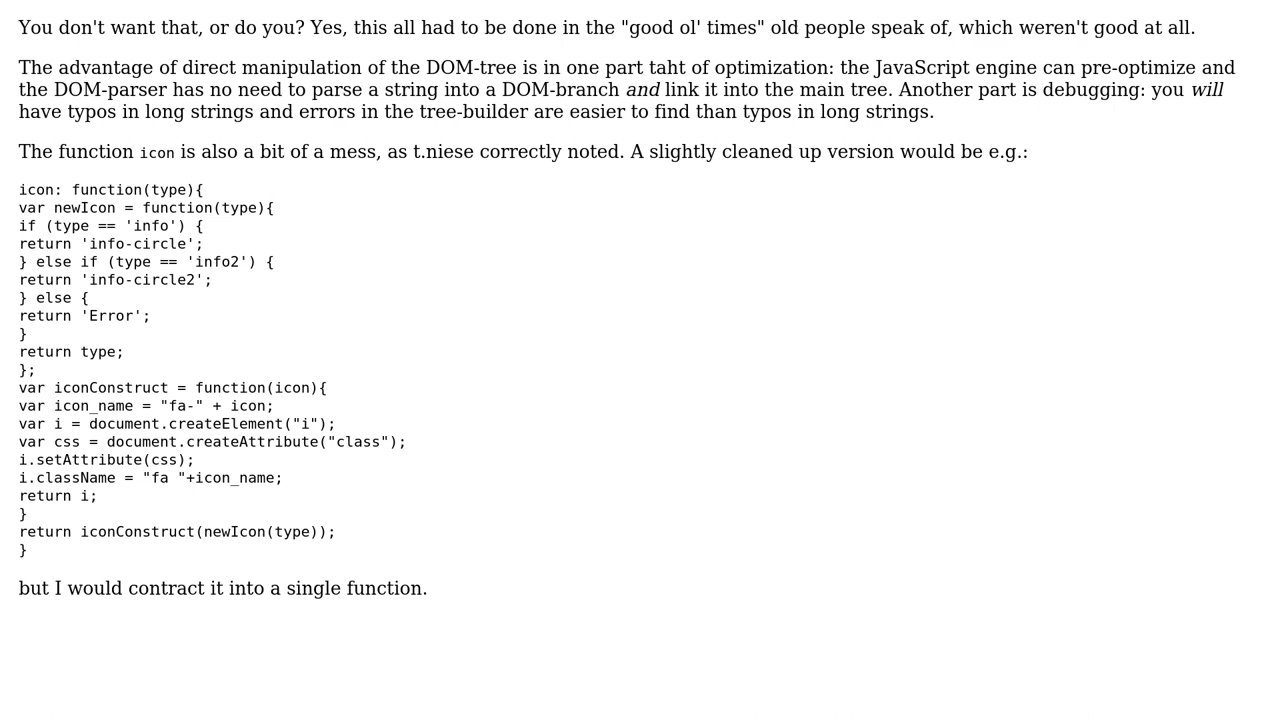 You don't want that, or do you? Yes, this all had to be done in the "good ol' times" old people speak of, which weren't good at all.
The advantage of direct manipulation of the DOM-tree is in one part taht of optimization: the JavaScript engine can pre-optimize and
the DOM-parser has no need to parse a string into a DOM-branch and link it into the main tree. Another part is debugging: you will
have typos in long strings and errors in the tree-builder are easier to find than typos in long strings.
The function icon is also a bit of a mess, as t.niese correctly noted. A slightly cleaned up version would be e.g.:
icon: function(type){
var newIcon = function(type){
if (type == 'info') {
return 'info-circle';
} else if (type == 'info2') {
return 'info-circle2';
} else {
return 'Error';
}
return type;
};
var iconConstruct = function(icon){
var icon_name = "fa-" + icon;
var i = document.createElement("i");
var css = document.createAttribute("class");
i.setAttribute(css);
i.className = "fa "+icon_name;
return i;
}
return iconConstruct(newIcon(type));
}
but I would contract it into a single function.